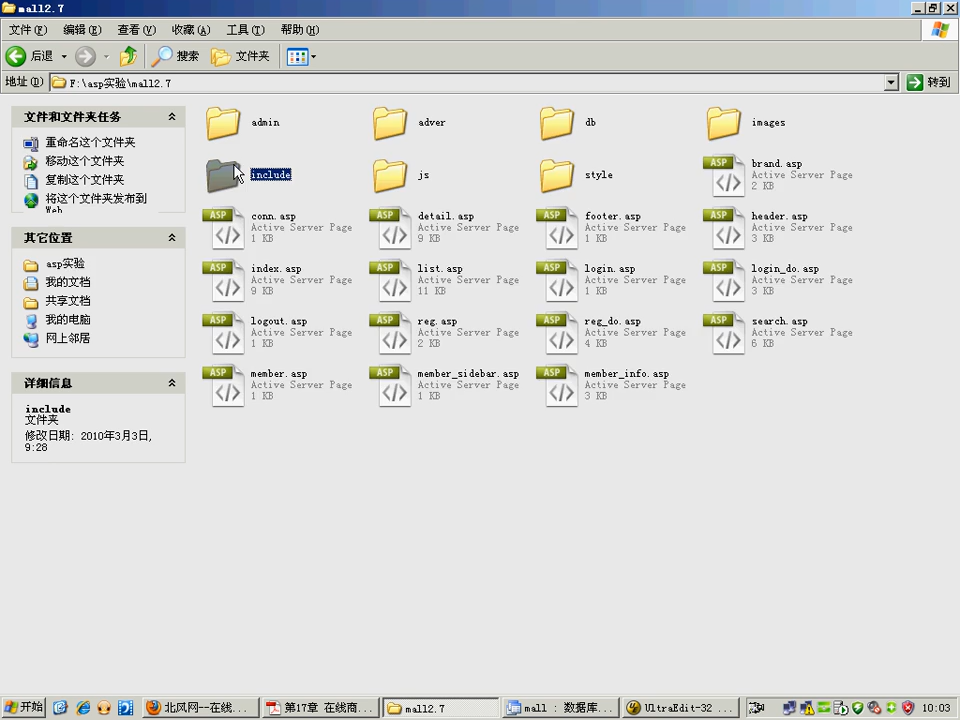 mall2.7
文件(F) 编辑(E) 查看(V) 收藏(A) 工具(T) 帮助(H)
后退 搜索 文件夹
地址(D) F:\asp实验\mall2.7 转到
文件和文件夹任务
重命名这个文件夹
移动这个文件夹
复制这个文件夹
将这个文件夹发布到
Web
其它位置
asp实验
我的文档
共享文档
我的电脑
网上邻居
详细信息
include
文件夹
修改日期: 2010年3月3日,
9:28
admin
adver
db
images
include
js
style
brand.asp
Active Server Page
2 KB
conn.asp
Active Server Page
1 KB
detail.asp
Active Server Page
9 KB
footer.asp
Active Server Page
1 KB
header.asp
Active Server Page
3 KB
index.asp
Active Server Page
9 KB
list.asp
Active Server Page
11 KB
login.asp
Active Server Page
1 KB
login_do.asp
Active Server Page
3 KB
logout.asp
Active Server Page
1 KB
reg.asp
Active Server Page
2 KB
reg_do.asp
Active Server Page
4 KB
search.asp
Active Server Page
6 KB
member.asp
Active Server Page
1 KB
member_sidebar.asp
Active Server Page
1 KB
member_info.asp
Active Server Page
3 KB
开始 北风网--在线... 第17章 在线商... mall2.7 mall : 数据库... UltraEdit-32 ... 10:03